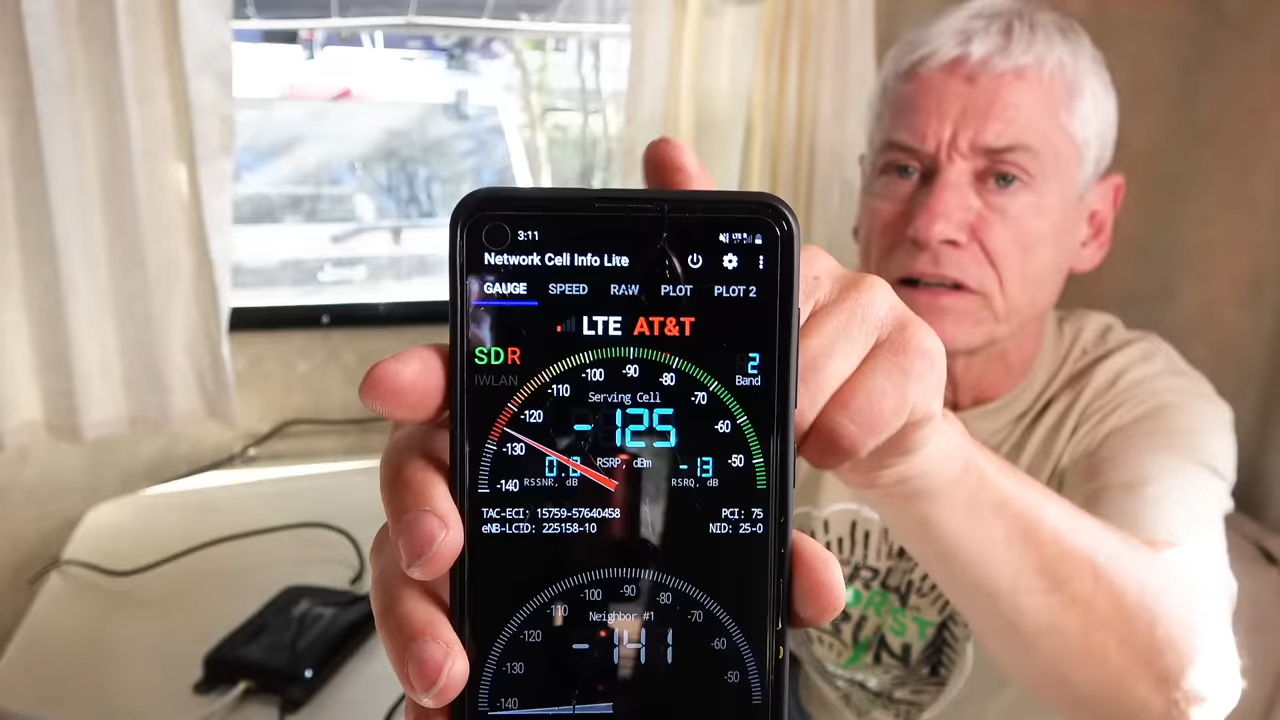 3:11
Network Cell Info Lite
GAUGE SPEED RAW PLOT PLOT 2
LTE AT&T
SDR
IWLAN
2
Band
-140 -130 -120 -110 -100 -90 -80 -70 -60 -50
Serving Cell
-125
RSRP, dBm
RSSNR, dB
-13
RSRQ, dB
TAC-ECI: 15759-57640458
PCI: 75
eNB-LCID: 225158-10
NID: 25-0
-140 -130 -120 -110 -100 -90 -80 -70 -60 -50
Neighbor #1
-141